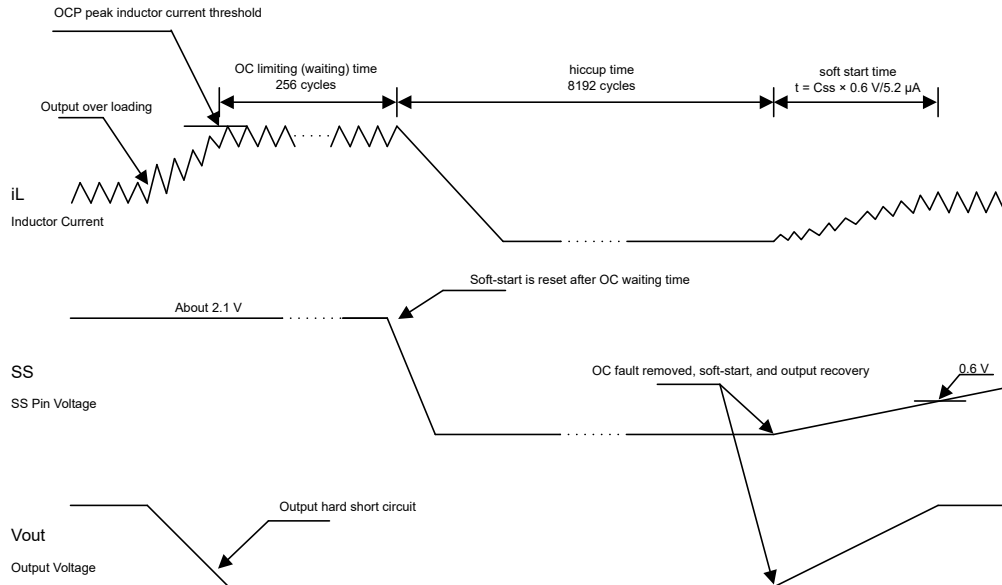 OCP peak inductor current threshold
OC limiting (waiting) time
256 cycles
hiccup time
8192 cycles
soft start time
t = Css × 0.6 V/5.2 µA
Output over loading
iL
Inductor Current
Soft-start is reset after OC waiting time
About 2.1 V
SS
SS Pin Voltage
OC fault removed, soft-start, and output recovery
0.6 V
Output hard short circuit
Vout
Output Voltage